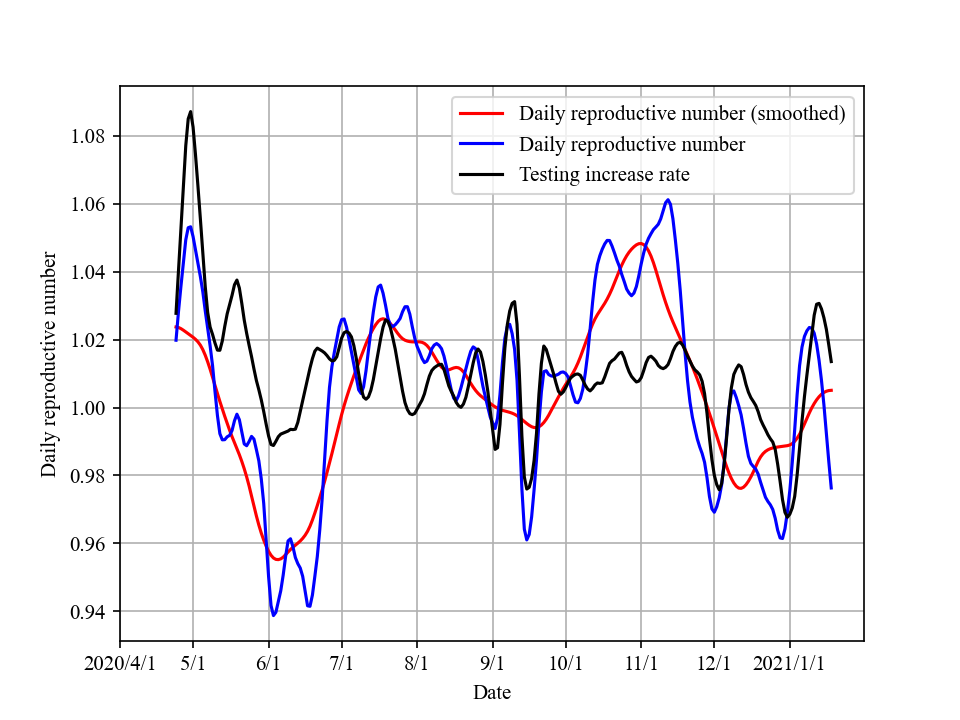 Daily reproductive number (smoothed)
Daily reproductive number
Testing increase rate
1.08
1.06
1.04
1.02
1.00
0.98
0.96
0.94
Daily reproductive number
2020/4/1 5/1 6/1 7/1 8/1 9/1 10/1 11/1 12/1 2021/1/1
Date